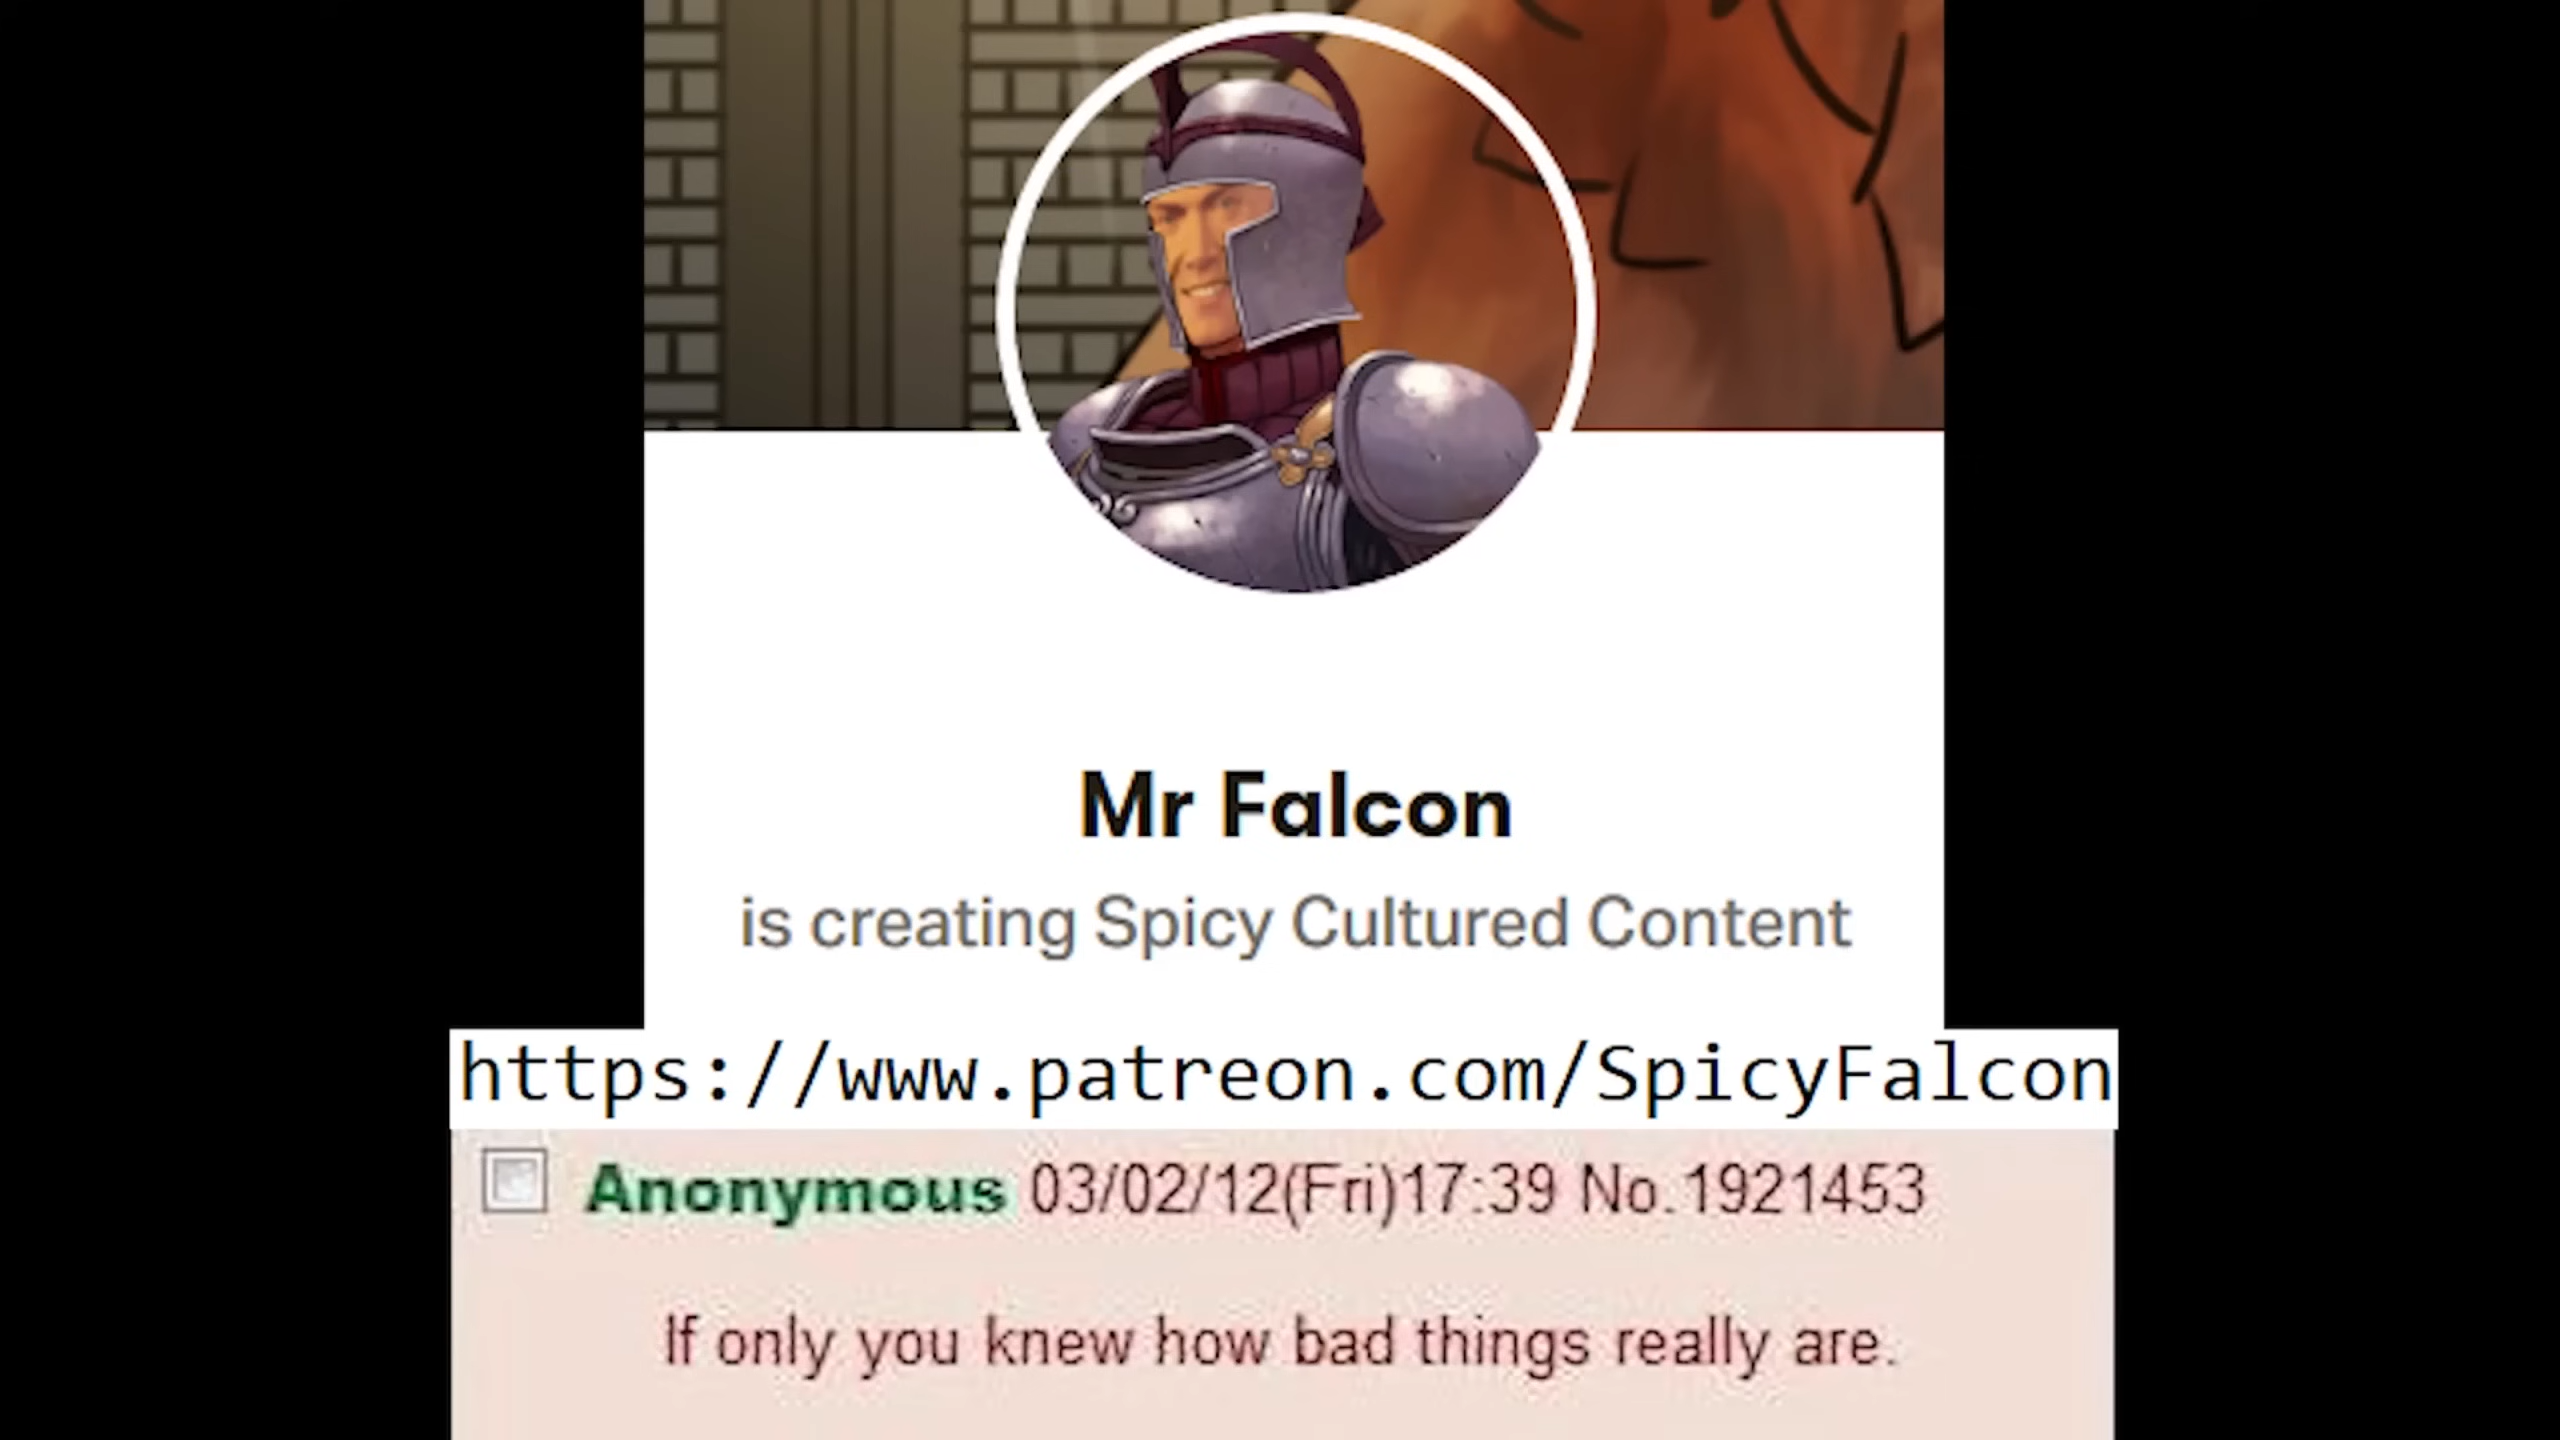 Mr Falcon
is creating Spicy Cultured Content
https://www.patreon.com/SpicyFalcon
Anonymous 03/02/12(Fri)17:39 No.1921453
If only you knew how bad things really are.